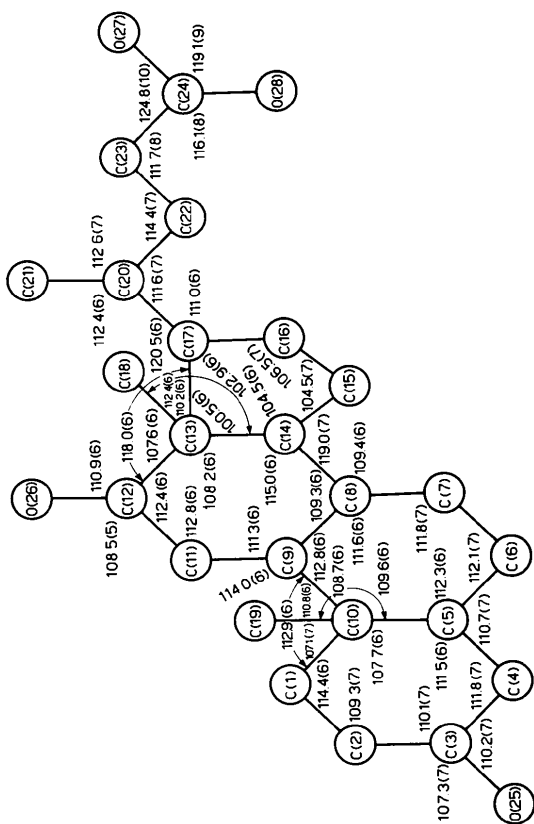 O(27)
119.1(9)
124.8(10)
C(24)
O(28)
116.1(8)
C(23)
111.7(8)
114.4(7)
C(22)
C(21)
112.6(7)
112.4(6)
C(20)
111.6(7)
C(18)
120.5(6)
C(17)
111.0(6)
112.4(6)
110.2(6)
102.9(6)
C(16)
106.5(7)
104.5(6)
104.5(7)
C(15)
O(26)
110.9(6)
118.0(6)
107.6(6)
C(13)
100.5(6)
C(14)
108.5(5)
C(12)
112.4(6)
108.2(6)
115.0(6)
119.0(7)
C(11)
112.8(6)
111.3(6)
109.3(6)
C(8)
109.4(6)
C(9)
114.0(6)
112.8(6)
111.6(6)
111.8(7)
C(7)
C(19)
112.9(6)
110.8(6)
108.7(6)
109.6(6)
112.3(6)
112.1(7)
C(6)
107.1(7)
C(10)
107.7(6)
C(5)
C(1)
114.4(6)
111.5(6)
110.7(7)
109.3(7)
C(2)
110.1(7)
111.8(7)
C(4)
C(3)
107.3(7)
110.2(7)
O(25)